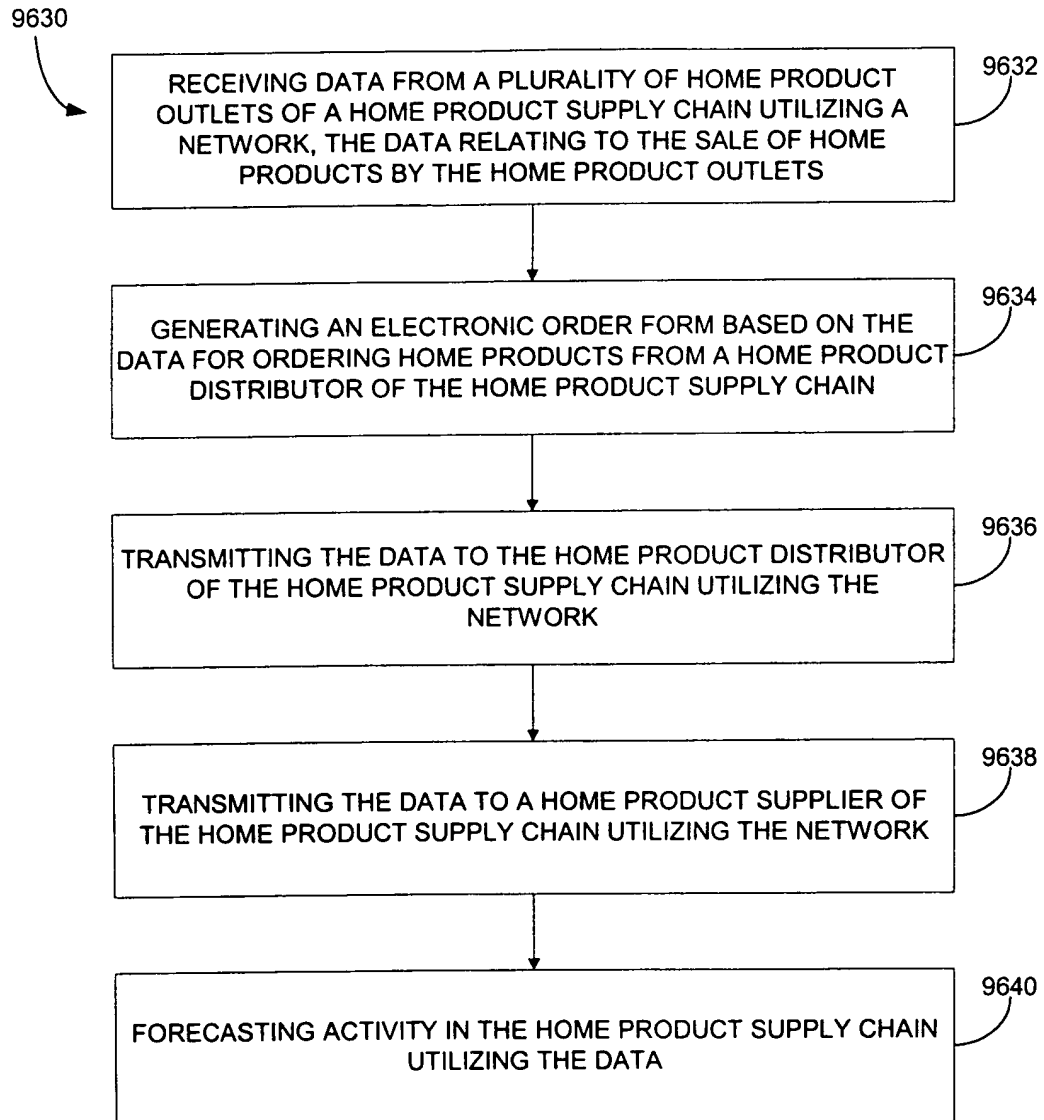 9630
RECEIVING DATA FROM A PLURALITY OF HOME PRODUCT
OUTLETS OF A HOME PRODUCT SUPPLY CHAIN UTILIZING A
NETWORK, THE DATA RELATING TO THE SALE OF HOME
PRODUCTS BY THE HOME PRODUCT OUTLETS
9632
GENERATING AN ELECTRONIC ORDER FORM BASED ON THE
DATA FOR ORDERING HOME PRODUCTS FROM A HOME PRODUCT
DISTRIBUTOR OF THE HOME PRODUCT SUPPLY CHAIN
9634
TRANSMITTING THE DATA TO THE HOME PRODUCT DISTRIBUTOR
OF THE HOME PRODUCT SUPPLY CHAIN UTILIZING THE
NETWORK
9636
TRANSMITTING THE DATA TO A HOME PRODUCT SUPPLIER OF
THE HOME PRODUCT SUPPLY CHAIN UTILIZING THE NETWORK
9638
FORECASTING ACTIVITY IN THE HOME PRODUCT SUPPLY CHAIN
UTILIZING THE DATA
9640